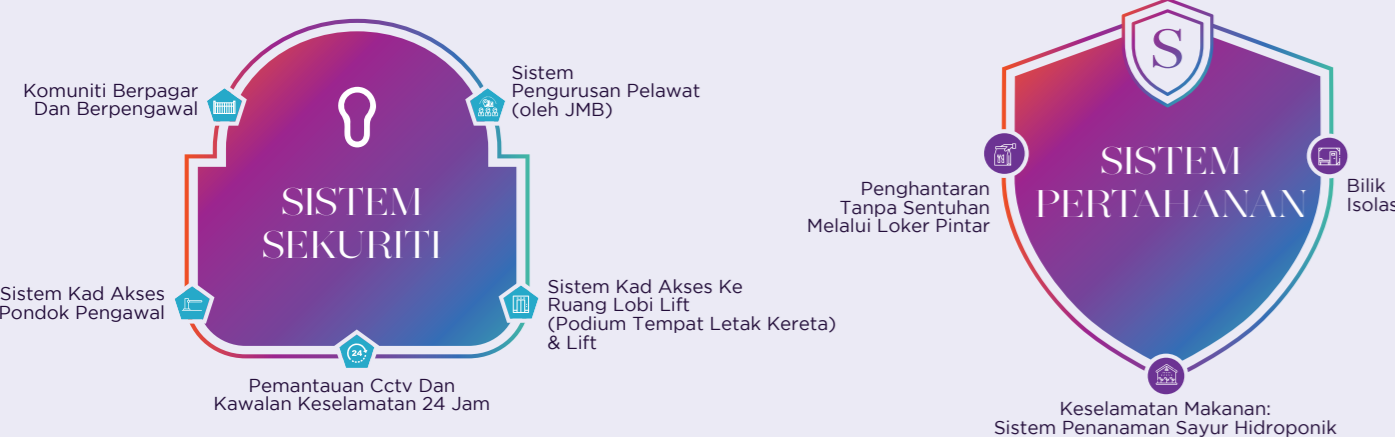 Komuniti Berpagar
Dan Berpengawal
Sistem
Pengurusan Pelawat
(oleh JMB)
SISTEM
SEKURITI
Sistem Kad Akses
Pondok Pengawal
Sistem Kad Akses Ke
Ruang Lobi Lift
(Podium Tempat Letak Kereta)
& Lift
24
Pemantauan Cctv Dan
Kawalan Keselamatan 24 Jam
S
SISTEM
PERTAHANAN
Penghantaran
Tanpa Sentuhan
Melalui Loker Pintar
Bilik
Isolas
Keselamatan Makanan:
Sistem Penanaman Sayur Hidroponik